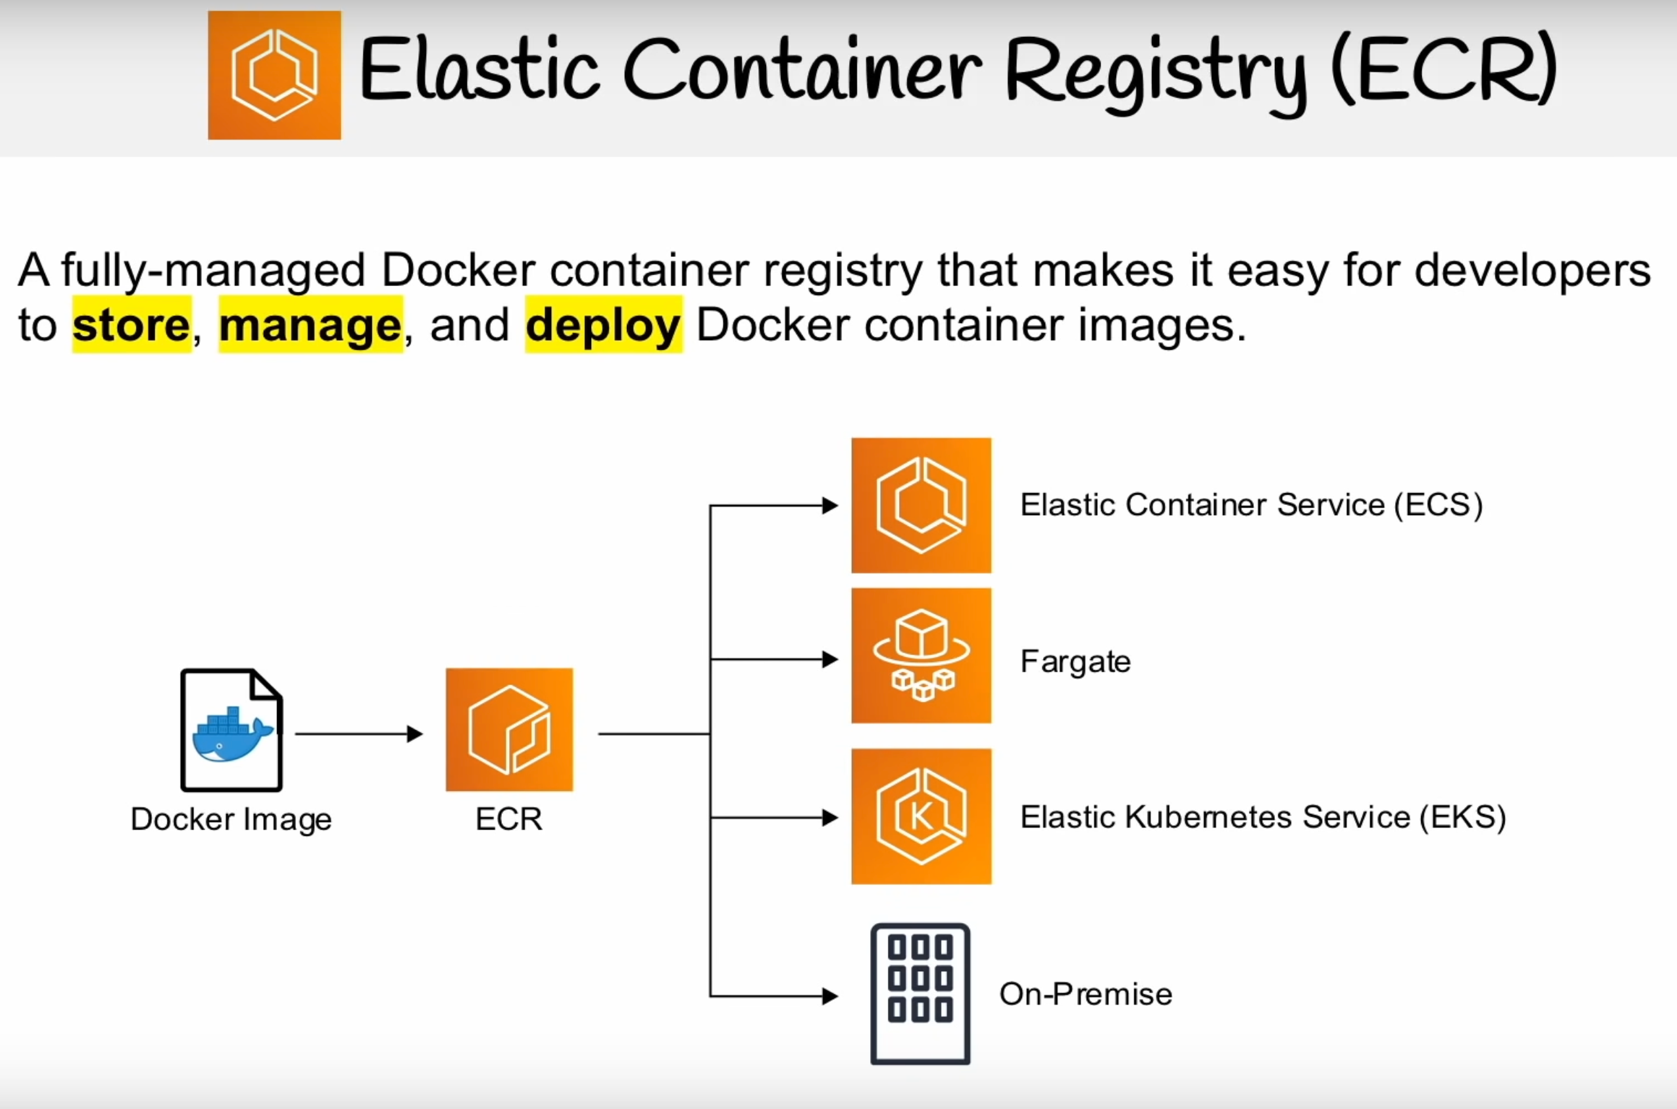 Elastic Container Registry (ECR)
A fully-managed Docker container registry that makes it easy for developers
to store, manage, and deploy Docker container images.
Elastic Container Service (ECS)
Fargate
Docker Image
ECR
K
Elastic Kubernetes Service (EKS)
On-Premise